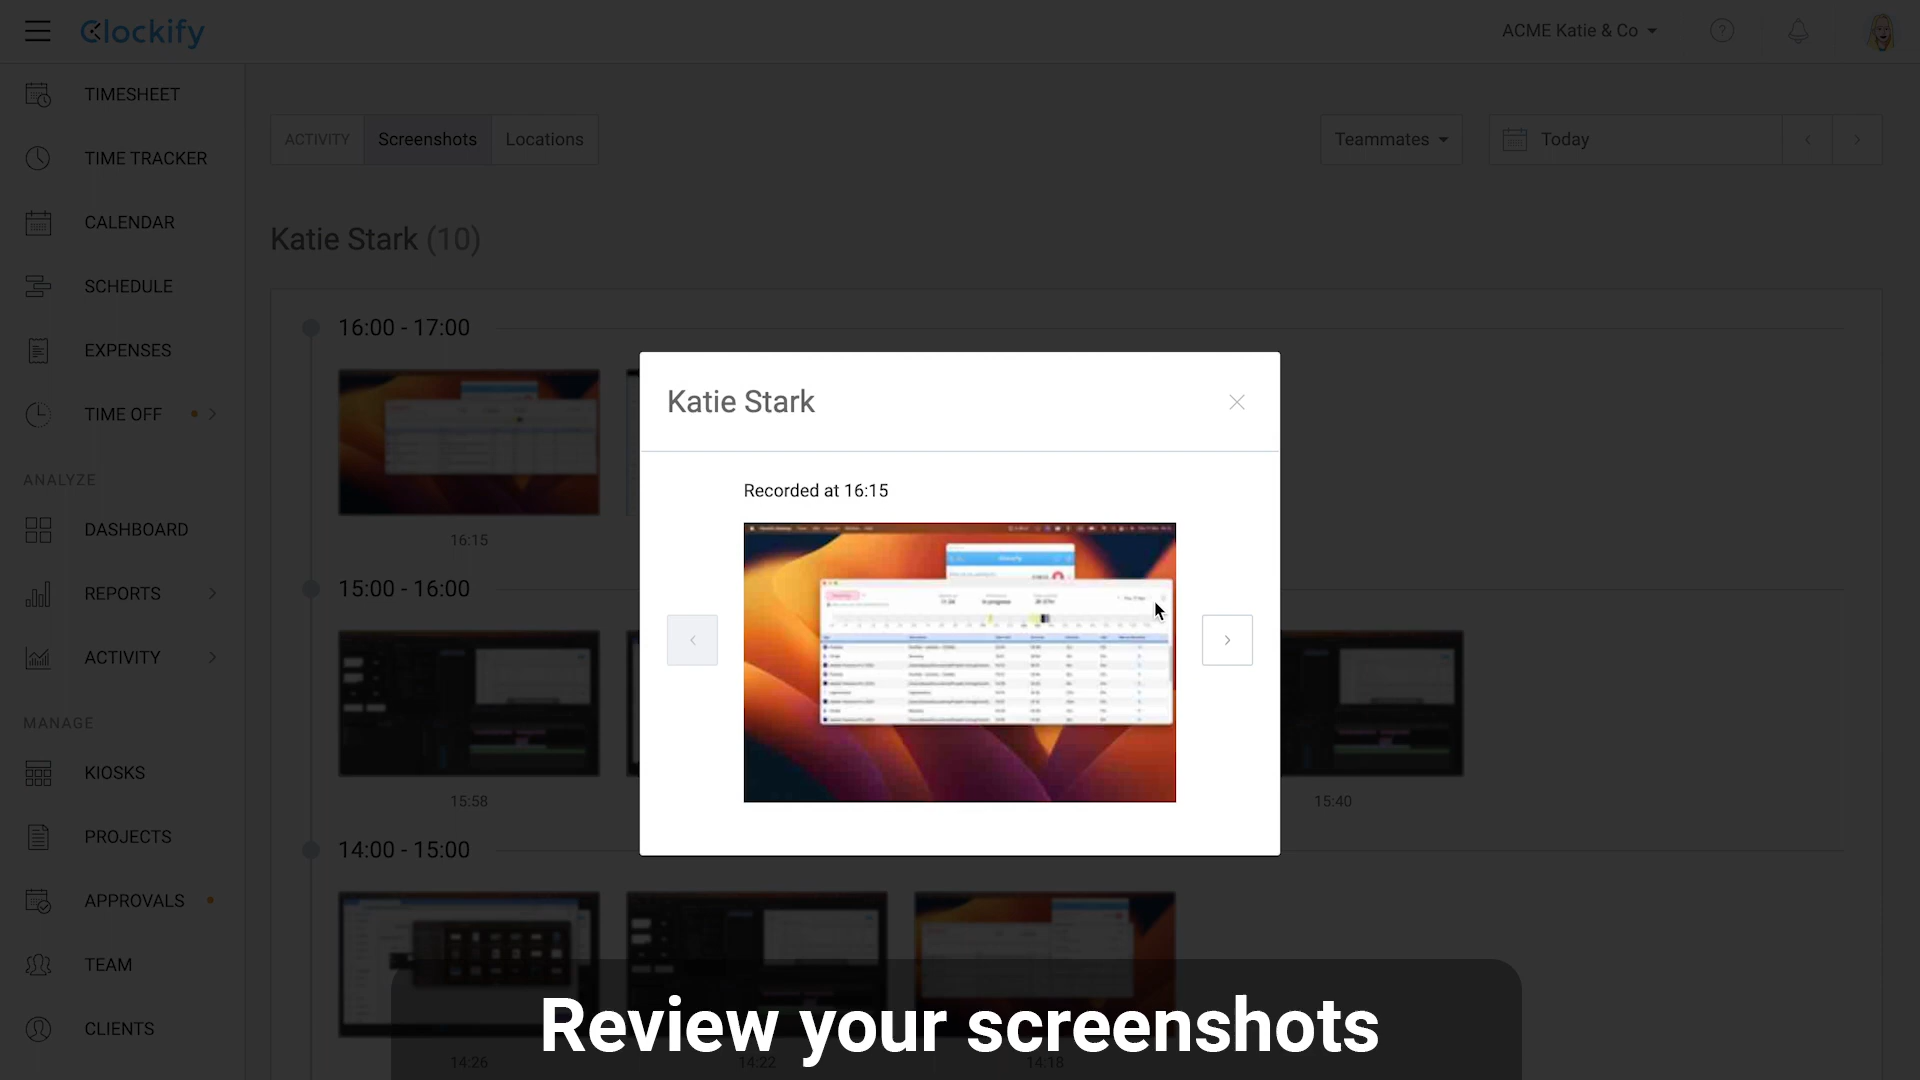 Clockify
ACME Katie & Co
TIMESHEET
TIME TRACKER
CALENDAR
SCHEDULE
EXPENSES
TIME OFF
ANALYZE
DASHBOARD
REPORTS
ACTIVITY
MANAGE
KIOSKS
PROJECTS
APPROVALS
TEAM
CLIENTS
ACTIVITY
Screenshots
Locations
Teammates
Today
Katie Stark (10)
16:00 - 17:00
16:15
15:00 - 16:00
15:58
15:40
14:00 - 15:00
14:26
14:22
14:18
Katie Stark
Recorded at 16:15
Review your screenshots